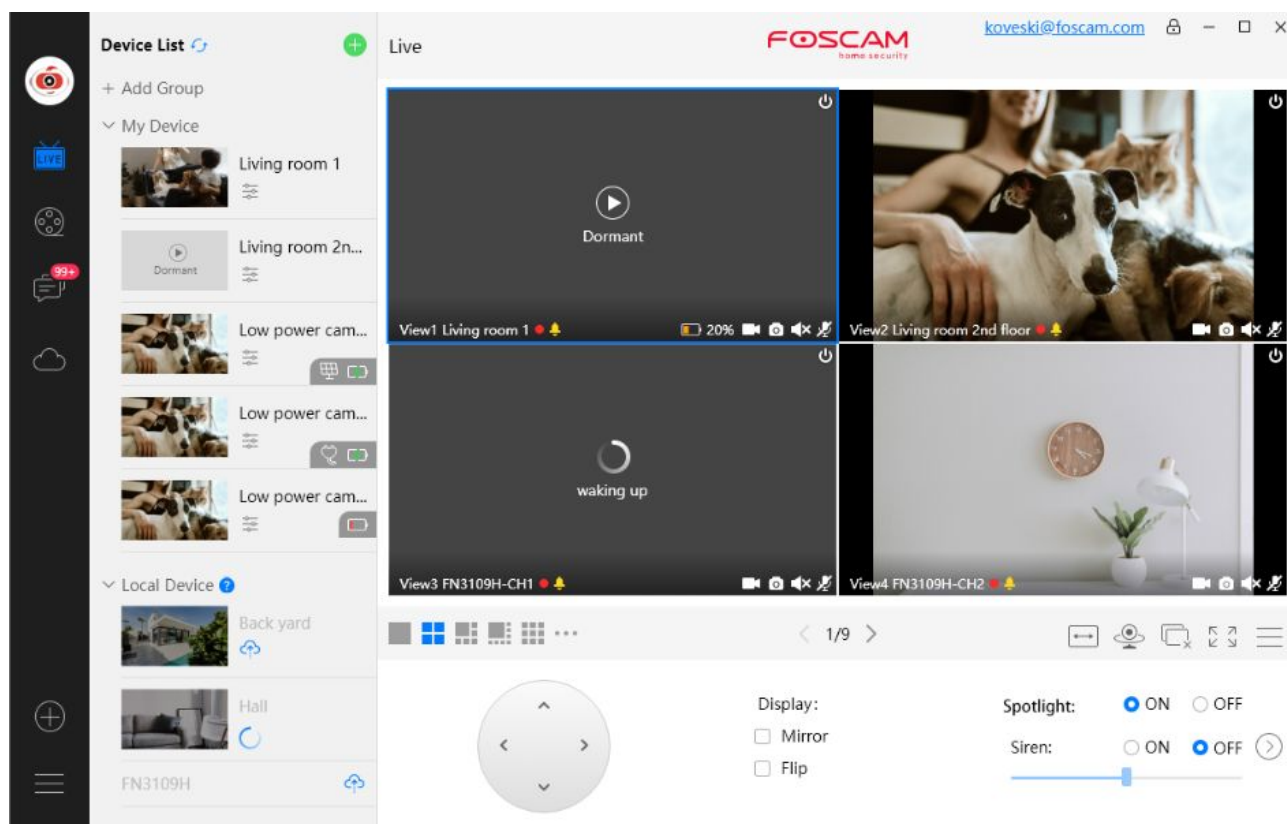 Device List
+ Add Group
My Device
Living room 1
Living room 2n...
Dormant
Low power cam...
Low power cam...
Low power cam...
Local Device ?
Back yard
Hall
FN3109H
LIVE
99+
Live
FOSCAM
home security
koveski@foscam.com
Dormant
View1 Living room 1
20%
View2 Living room 2nd floor
waking up
View3 FN3109H-CH1
View4 FN3109H-CH2
1/9
Display:
Mirror
Flip
Spotlight: ON OFF
Siren: ON OFF